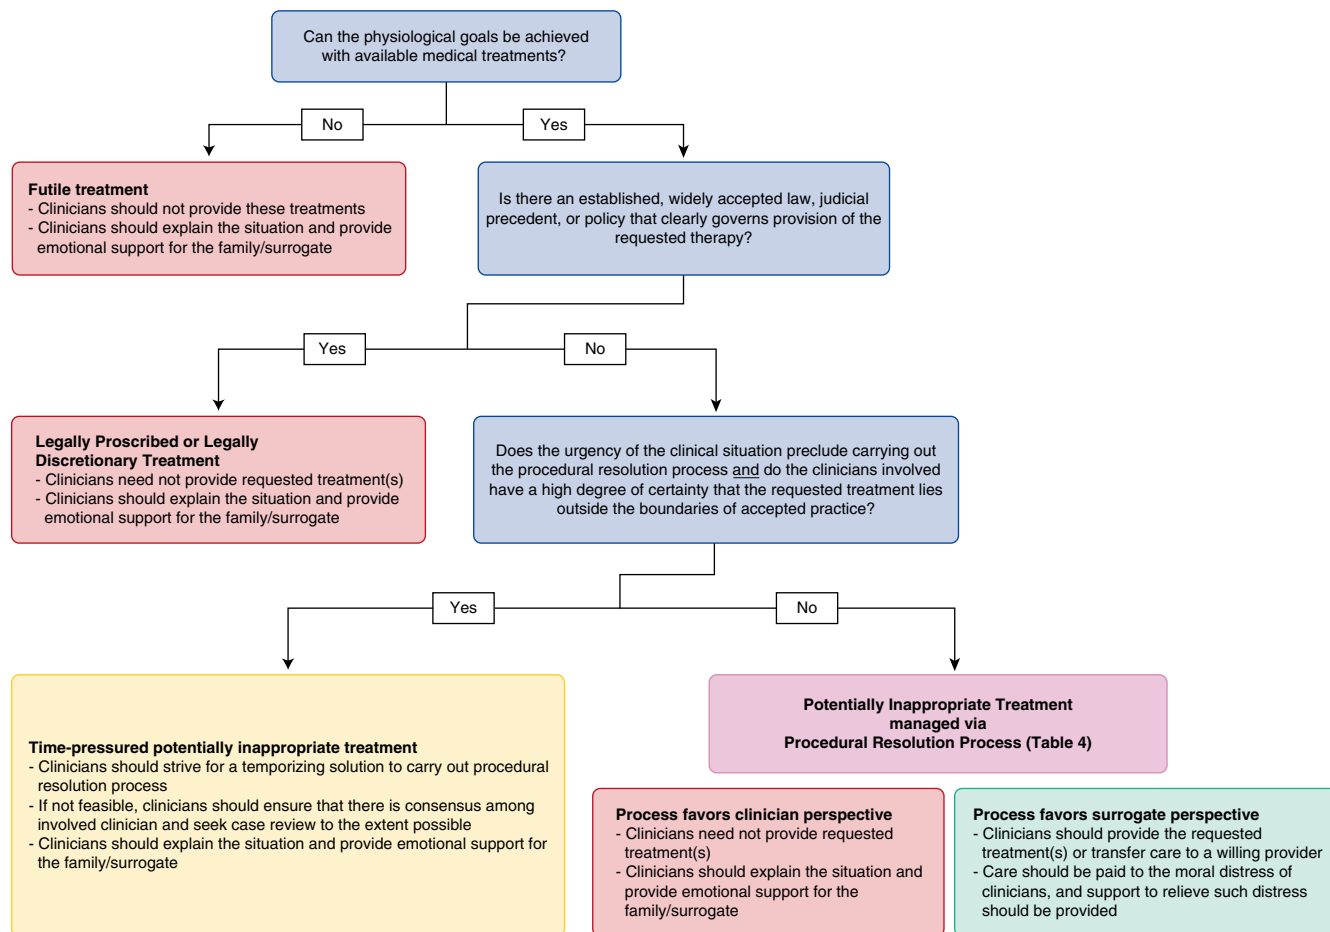 Can the physiological goals be achieved
with available medical treatments?
No
Yes
Futile treatment
- Clinicians should not provide these treatments
- Clinicians should explain the situation and provide
emotional support for the family/surrogate
Is there an established, widely accepted law, judicial
precedent, or policy that clearly governs provision of the
requested therapy?
Yes
No
Legally Proscribed or Legally
Discretionary Treatment
- Clinicians need not provide requested treatment(s)
- Clinicians should explain the situation and provide
emotional support for the family/surrogate
Does the urgency of the clinical situation preclude carrying out
the procedural resolution process and do the clinicians involved
have a high degree of certainty that the requested treatment lies
outside the boundaries of accepted practice?
Yes
No
Time-pressured potentially inappropriate treatment
- Clinicians should strive for a temporizing solution to carry out procedural
resolution process
- If not feasible, clinicians should ensure that there is consensus among
involved clinician and seek case review to the extent possible
- Clinicians should explain the situation and provide emotional support for
the family/surrogate
Potentially Inappropriate Treatment
managed via
Procedural Resolution Process (Table 4)
Process favors clinician perspective
- Clinicians need not provide requested
treatment(s)
- Clinicians should explain the situation and
provide emotional support for the
family/surrogate
Process favors surrogate perspective
- Clinicians should provide the requested
treatment(s) or transfer care to a willing provider
- Care should be paid to the moral distress of
clinicians, and support to relieve such distress
should be provided